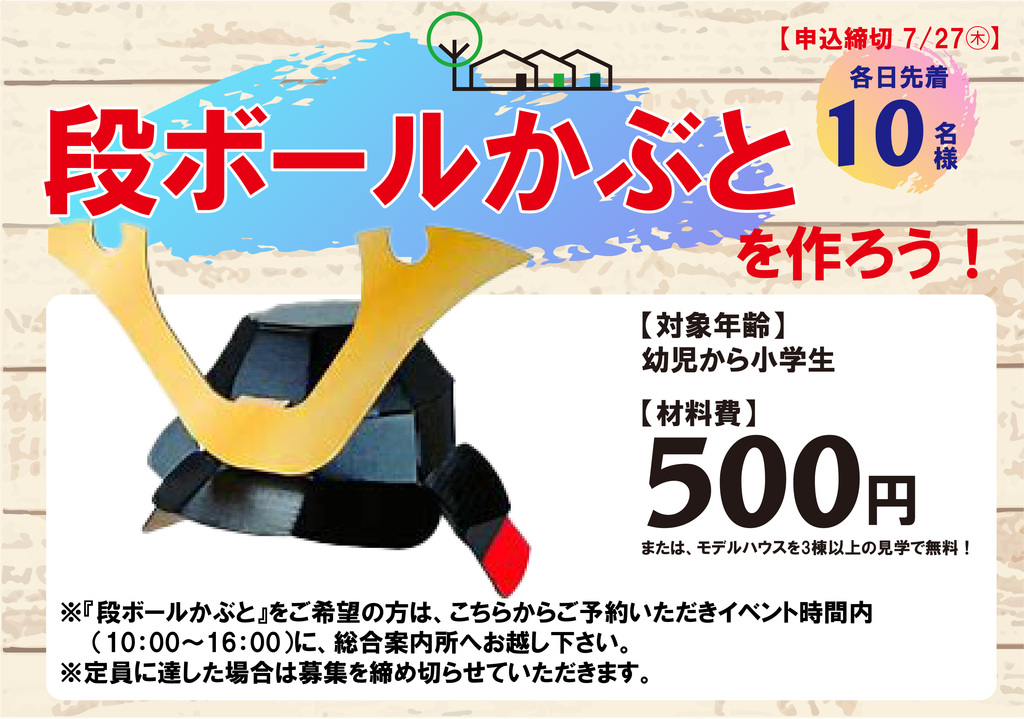 【申込締切 7/27㊍】
各日先着
10名様
段ボールかぶと
を作ろう！
【対象年齢】
幼児から小学生
【材料費】
500円
または、モデルハウスを3棟以上の見学で無料！
※『段ボールかぶと』をご希望の方は、こちらからご予約いただきイベント時間内
（10:00〜16:00）に、総合案内所へお越し下さい。
※定員に達した場合は募集を締め切らせていただきます。